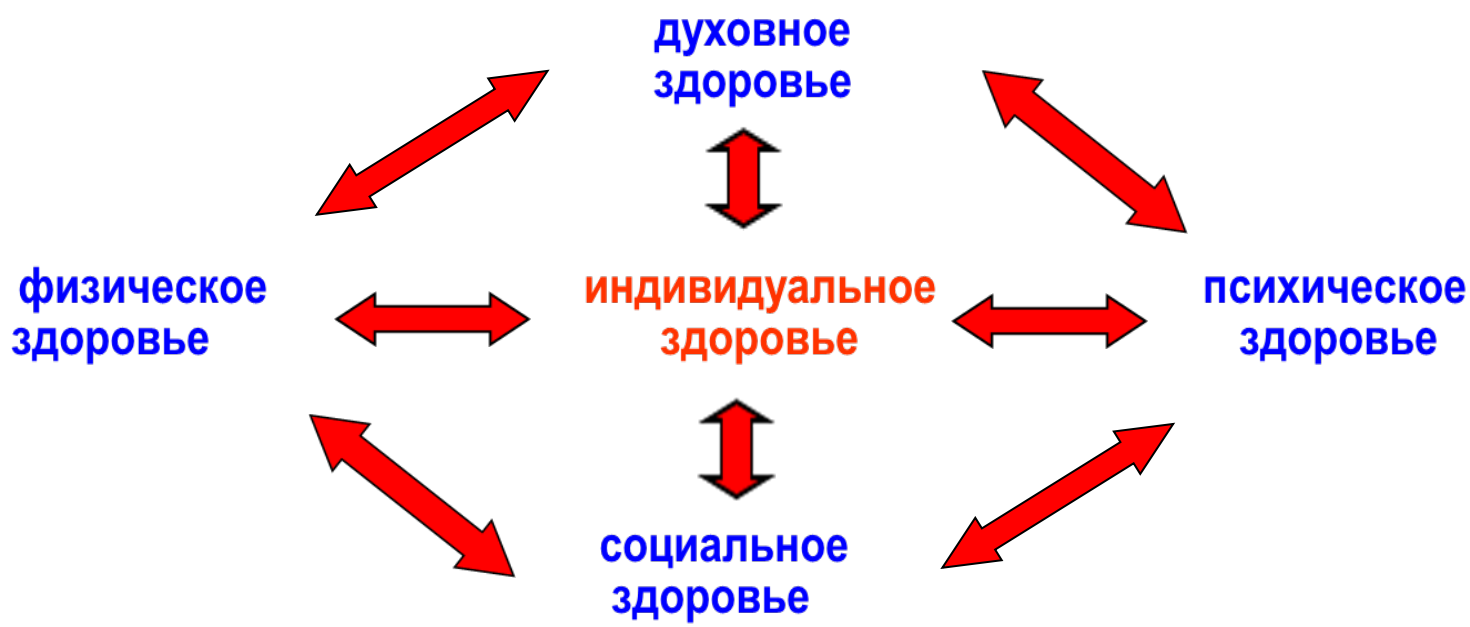 духовное
здоровье
физическое
здоровье
индивидуальное
здоровье
психическое
здоровье
социальное
здоровье